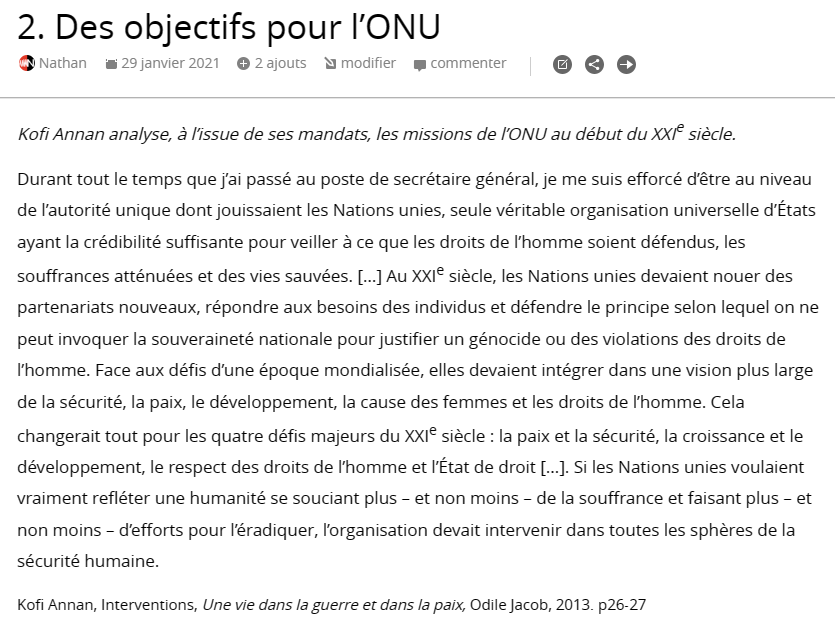 2. Des objectifs pour l’ONU
Nathan 29 janvier 2021 2 ajouts modifier commenter
Kofi Annan analyse, à l’issue de ses mandats, les missions de l’ONU au début du XXIe siècle.
Durant tout le temps que j’ai passé au poste de secrétaire général, je me suis efforcé d’être au niveau
de l’autorité unique dont jouissaient les Nations unies, seule véritable organisation universelle d’États
ayant la crédibilité suffisante pour veiller à ce que les droits de l’homme soient défendus, les
souffrances atténuées et des vies sauvées. [...] Au XXIe siècle, les Nations unies devaient nouer des
partenariats nouveaux, répondre aux besoins des individus et défendre le principe selon lequel on ne
peut invoquer la souveraineté nationale pour justifier un génocide ou des violations des droits de
l’homme. Face aux défis d’une époque mondialisée, elles devaient intégrer dans une vision plus large
de la sécurité, la paix, le développement, la cause des femmes et les droits de l’homme. Cela
changerait tout pour les quatre défis majeurs du XXIe siècle : la paix et la sécurité, la croissance et le
développement, le respect des droits de l’homme et l’État de droit [...]. Si les Nations unies voulaient
vraiment refléter une humanité se souciant plus – et non moins – de la souffrance et faisant plus – et
non moins – d’efforts pour l’éradiquer, l’organisation devait intervenir dans toutes les sphères de la
sécurité humaine.
Kofi Annan, Interventions, Une vie dans la guerre et dans la paix, Odile Jacob, 2013. p26-27